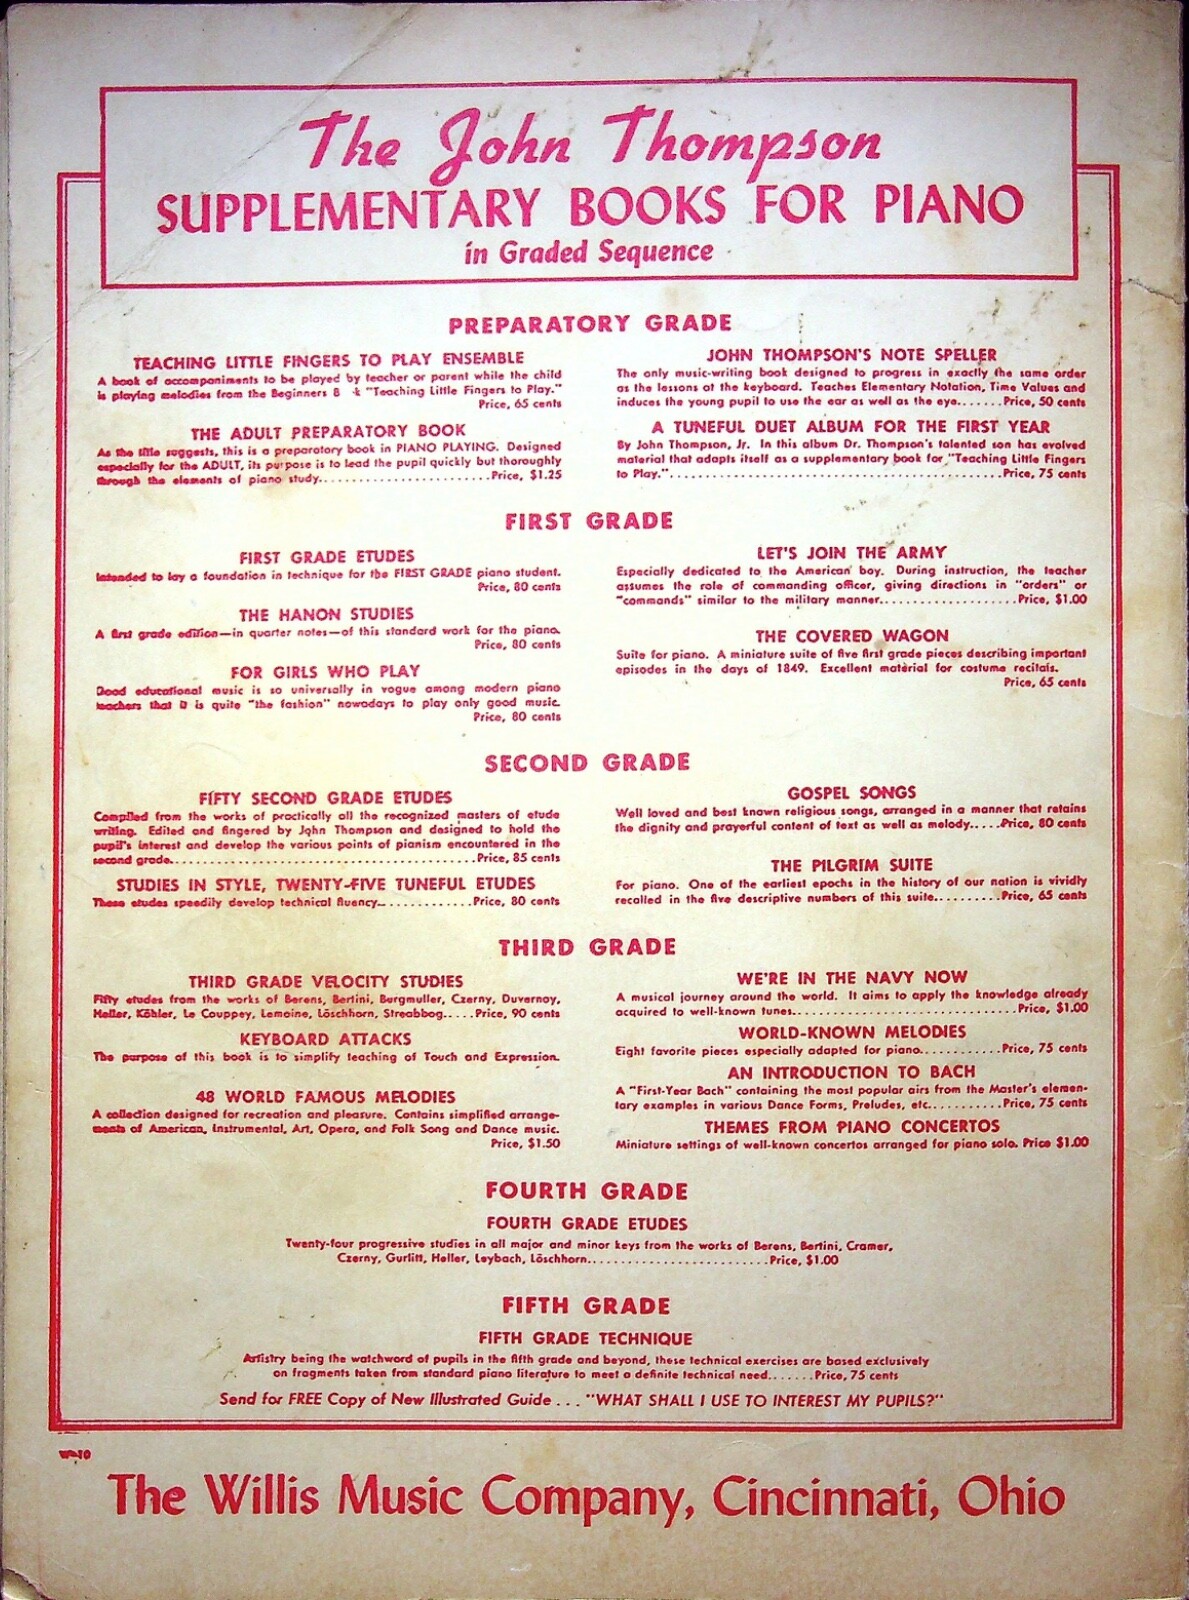 The John Thompson
SUPPLEMENTARY BOOKS FOR PIANO
in Graded Sequence
PREPARATORY GRADE
TEACHING LITTLE FINGERS TO PLAY ENSEMBLE
A book of accompaniments to be played by teacher or parent while the child
is playing melodies from the Beginners B k "Teaching Little Fingers to Play."
Price, 65 cents
THE ADULT PREPARATORY BOOK
As the title suggests, this is a preparatory book in PIANO PLAYING. Designed
especially for the ADULT, its purpose is to lead the pupil quickly but thoroughly
through the elements of piano study........................Price, $1.25
JOHN THOMPSON'S NOTE SPELLER
The only music-writing book designed to progress in exactly the same order
as the lessons at the keyboard. Teaches Elementary Notation, Time Values and
induces the young pupil to use the ear as well as the eye.......Price, 50 cents
A TUNEFUL DUET ALBUM FOR THE FIRST YEAR
By John Thompson, Jr. In this album Dr. Thompson's talented son has evolved
material that adapts itself as a supplementary book for "Teaching Little Fingers
to Play."................................................Price, 75 cents
FIRST GRADE
FIRST GRADE ETUDES
Intended to lay a foundation in technique for the FIRST GRADE piano student.
Price, 80 cents
THE HANON STUDIES
A first grade edition—in quarter notes—of this standard work for the piano.
Price, 80 cents
FOR GIRLS WHO PLAY
Good educational music is so universally in vogue among modern piano
teachers that it is quite "the fashion" nowadays to play only good music.
Price, 80 cents
LET'S JOIN THE ARMY
Especially dedicated to the American boy. During instruction, the teacher
assumes the role of commanding officer, giving directions in "orders" or
"commands" similar to the military manner....................Price, $1.00
THE COVERED WAGON
Suite for piano. A miniature suite of five first grade pieces describing important
episodes in the days of 1849. Excellent material for costume recitals.
Price, 65 cents
SECOND GRADE
FIFTY SECOND GRADE ETUDES
Compiled from the works of practically all the recognized masters of etude
writing. Edited and fingered by John Thompson and designed to hold the
pupil's interest and develop the various points of pianism encountered in the
second grade..........................................Price, 85 cents
STUDIES IN STYLE, TWENTY-FIVE TUNEFUL ETUDES
These etudes speedily develop technical fluency..............Price, 80 cents
GOSPEL SONGS
Well loved and best known religious songs, arranged in a manner that retains
the dignity and prayerful content of text as well as melody.....Price, 80 cents
THE PILGRIM SUITE
For piano. One of the earliest epochs in the history of our nation is vividly
recalled in the five descriptive numbers of this suite..........Price, 65 cents
THIRD GRADE
THIRD GRADE VELOCITY STUDIES
Fifty etudes from the works of Berens, Bertini, Burgmuller, Czerny, Duvernoy,
Heller, Köhler, Le Couppey, Lemoine, Löschhorn, Streabbog.....Price, 90 cents
KEYBOARD ATTACKS
The purpose of this book is to simplify teaching of Touch and Expression.
48 WORLD FAMOUS MELODIES
A collection designed for recreation and pleasure. Contains simplified arrange-
ments of American, Instrumental, Art, Opera, and Folk Song and Dance music.
Price, $1.50
WE'RE IN THE NAVY NOW
A musical journey around the world. It aims to apply the knowledge already
acquired to well-known tunes.................................Price, $1.00
WORLD-KNOWN MELODIES
Eight favorite pieces especially adapted for piano............Price, 75 cents
AN INTRODUCTION TO BACH
A "First-Year Bach" containing the most popular airs from the Master's elemen-
tary examples in various Dance Forms, Preludes, etc...........Price, 75 cents
THEMES FROM PIANO CONCERTOS
Miniature settings of well-known concertos arranged for piano solo. Price $1.00
FOURTH GRADE
FOURTH GRADE ETUDES
Twenty-four progressive studies in all major and minor keys from the works of Berens, Bertini, Cramer,
Czerny, Gurlitt, Heller, Leybach, Löschhorn..........................Price, $1.00
FIFTH GRADE
FIFTH GRADE TECHNIQUE
Artistry being the watchword of pupils in the fifth grade and beyond, these technical exercises are based exclusively
on fragments taken from standard piano literature to meet a definite technical need.......Price, 75 cents
Send for FREE Copy of New Illustrated Guide . . . "WHAT SHALL I USE TO INTEREST MY PUPILS?"
The Willis Music Company, Cincinnati, Ohio